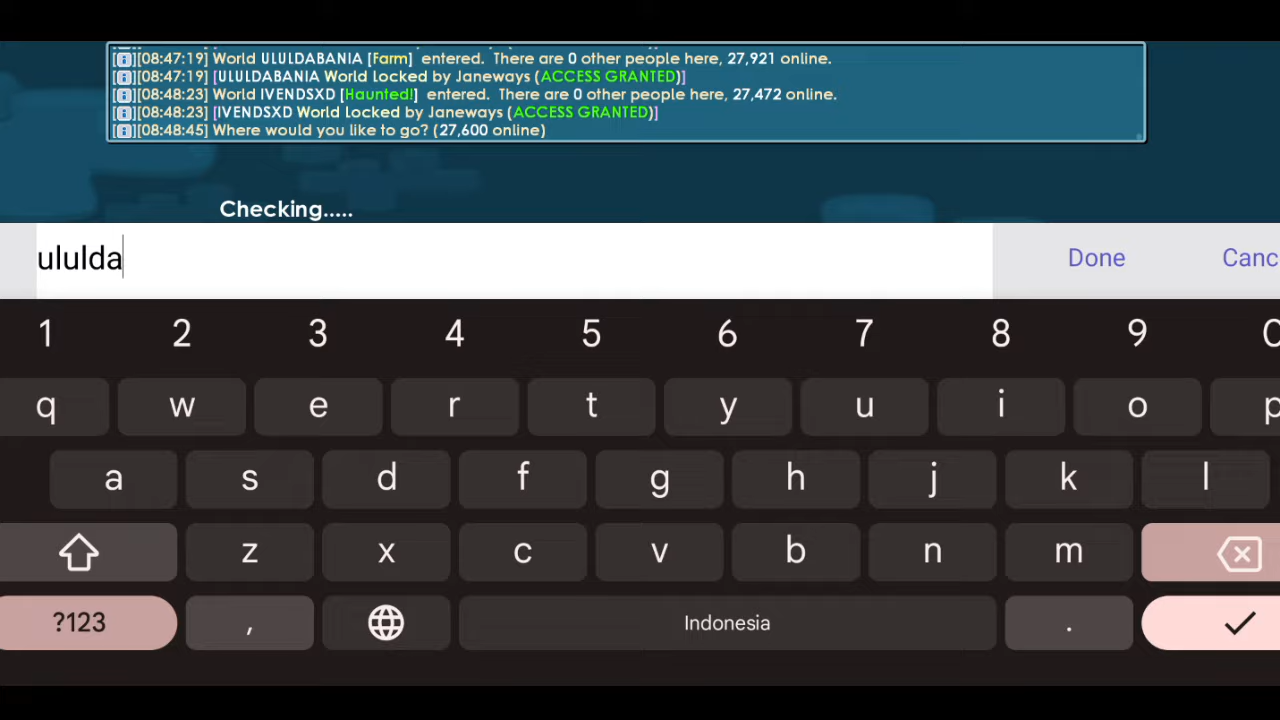 [08:47:19] World ULULDABANIA [Farm] entered. There are 0 other people here, 27,921 online.
[08:47:19] [ULULDABANIA World Locked by Janeways (ACCESS GRANTED)]
[08:48:23] World IVENDSXD [Haunted!] entered. There are 0 other people here, 27,472 online.
[08:48:23] [IVENDSXD World Locked by Janeways (ACCESS GRANTED)]
[08:48:45] Where would you like to go? (27,600 online)
Checking.....
ululda Done Canc
1 2 3 4 5 6 7 8 9 0
q w e r t y u i o p
a s d f g h j k l
z x c v b n m
?123 , Indonesia .